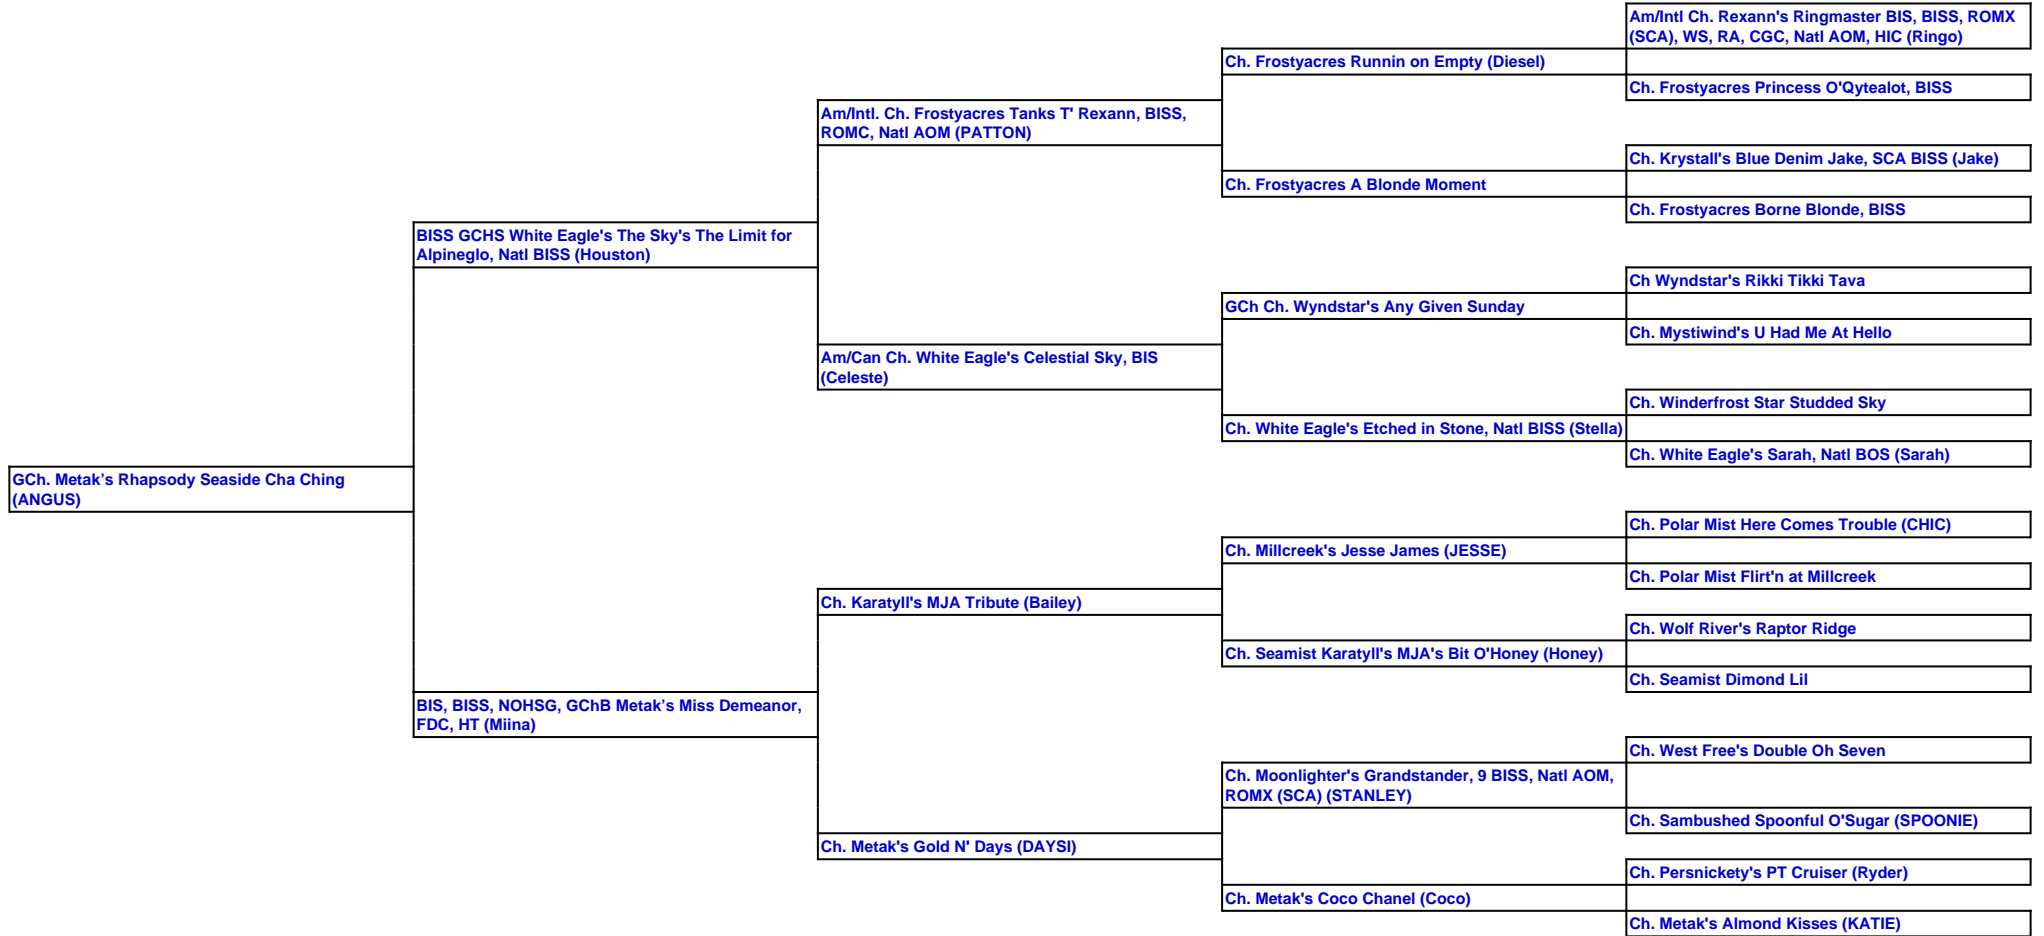 Am/Intl Ch. Rexann's Ringmaster BIS, BISS, ROMX
(SCA), WS, RA, CGC, Natl AOM, HIC (Ringo)
Ch. Frostyacres Runnin on Empty (Diesel)
Ch. Frostyacres Princess O'Qytealot, BISS
Am/Intl. Ch. Frostyacres Tanks T' Rexann, BISS,
ROMC, Natl AOM (PATTON)
Ch. Krystall's Blue Denim Jake, SCA BISS (Jake)
Ch. Frostyacres A Blonde Moment
Ch. Frostyacres Borne Blonde, BISS
BISS GCHS White Eagle's The Sky's The Limit for
Alpineglo, Natl BISS (Houston)
Ch Wyndstar's Rikki Tikki Tava
GCh Ch. Wyndstar's Any Given Sunday
Ch. Mystiwind's U Had Me At Hello
Am/Can Ch. White Eagle's Celestial Sky, BIS
(Celeste)
Ch. Winderfrost Star Studded Sky
Ch. White Eagle's Etched in Stone, Natl BISS (Stella)
Ch. White Eagle's Sarah, Natl BOS (Sarah)
GCh. Metak’s Rhapsody Seaside Cha Ching
(ANGUS)
Ch. Polar Mist Here Comes Trouble (CHIC)
Ch. Millcreek's Jesse James (JESSE)
Ch. Polar Mist Flirt'n at Millcreek
Ch. Karatyll's MJA Tribute (Bailey)
Ch. Wolf River's Raptor Ridge
Ch. Seamist Karatyll's MJA's Bit O'Honey (Honey)
Ch. Seamist Dimond Lil
BIS, BISS, NOHSG, GChB Metak’s Miss Demeanor,
FDC, HT (Miina)
Ch. West Free's Double Oh Seven
Ch. Moonlighter's Grandstander, 9 BISS, Natl AOM,
ROMX (SCA) (STANLEY)
Ch. Sambushed Spoonful O'Sugar (SPOONIE)
Ch. Metak's Gold N' Days (DAYSI)
Ch. Persnickety's PT Cruiser (Ryder)
Ch. Metak's Coco Chanel (Coco)
Ch. Metak's Almond Kisses (KATIE)